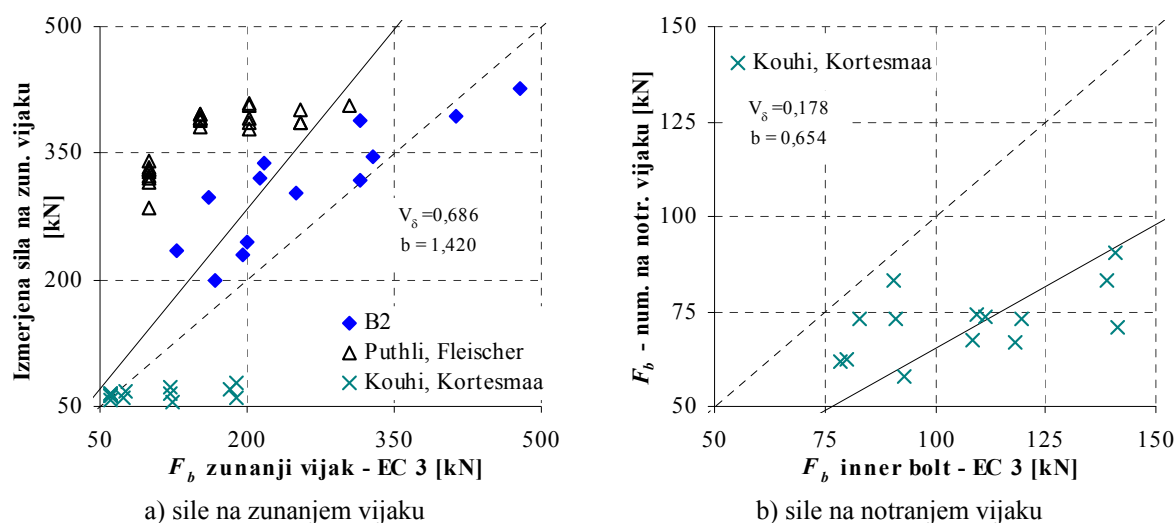 500
350
200
50
Izmerjena sila na zun. vijaku
[kN]
V_δ =0,686
b = 1,420
B2
Puthli, Fleischer
Kouhi, Kortesmaa
50 200 350 500
F_b zunanji vijak - EC 3 [kN]
a) sile na zunanjem vijaku
150
125
100
75
50
F_b - num. na notr. vijaku [kN]
Kouhi, Kortesmaa
V_δ =0,178
b = 0,654
50 75 100 125 150
F_b inner bolt - EC 3 [kN]
b) sile na notranjem vijaku